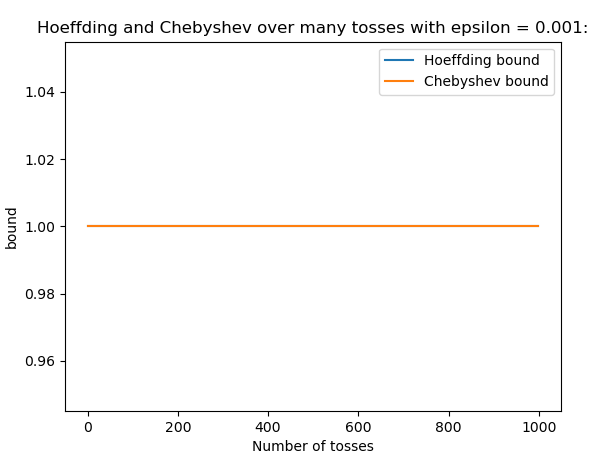 Hoeffding and Chebyshev over many tosses with epsilon = 0.001:
Hoeffding bound
Chebyshev bound
1.04
1.02
1.00
0.98
0.96
bound
0 200 400 600 800 1000
Number of tosses